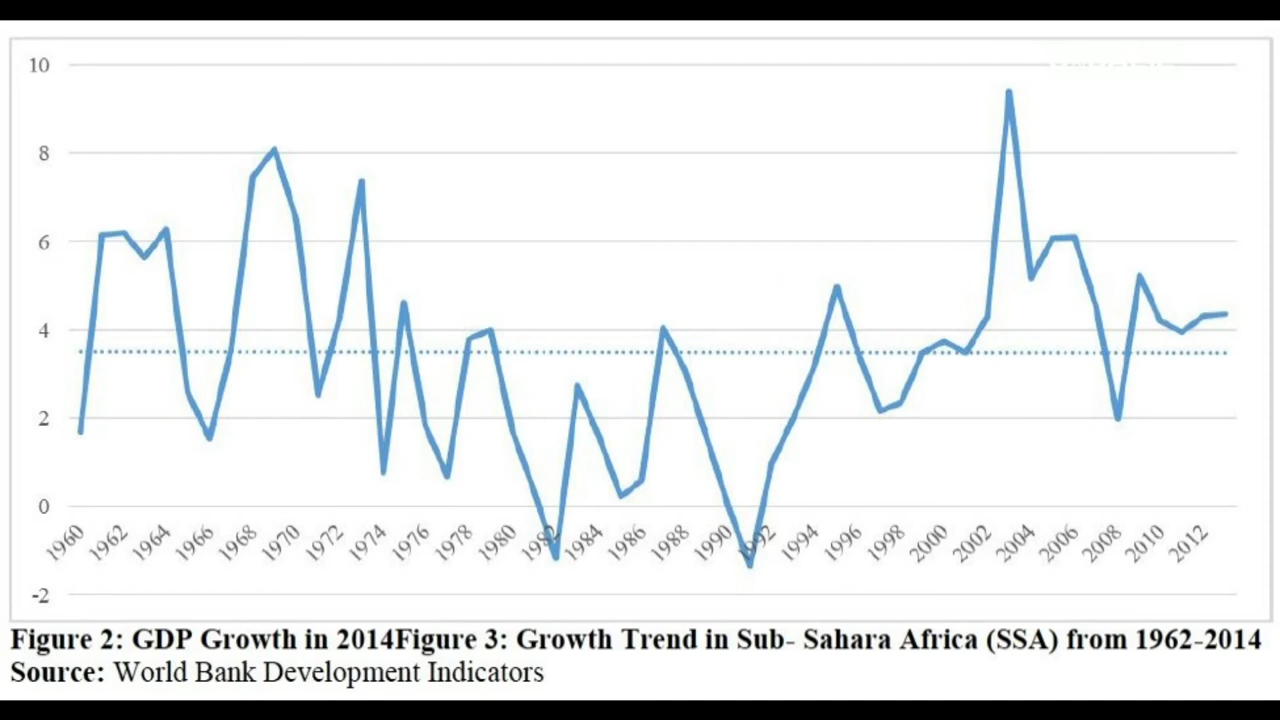 10
8
6
4
2
0
-2
1960 1962 1964 1966 1968 1970 1972 1974 1976 1978 1980 1982 1984 1986 1988 1990 1992 1994 1996 1998 2000 2002 2004 2006 2008 2010 2012
Figure 2: GDP Growth in 2014Figure 3: Growth Trend in Sub- Sahara Africa (SSA) from 1962-2014
Source: World Bank Development Indicators